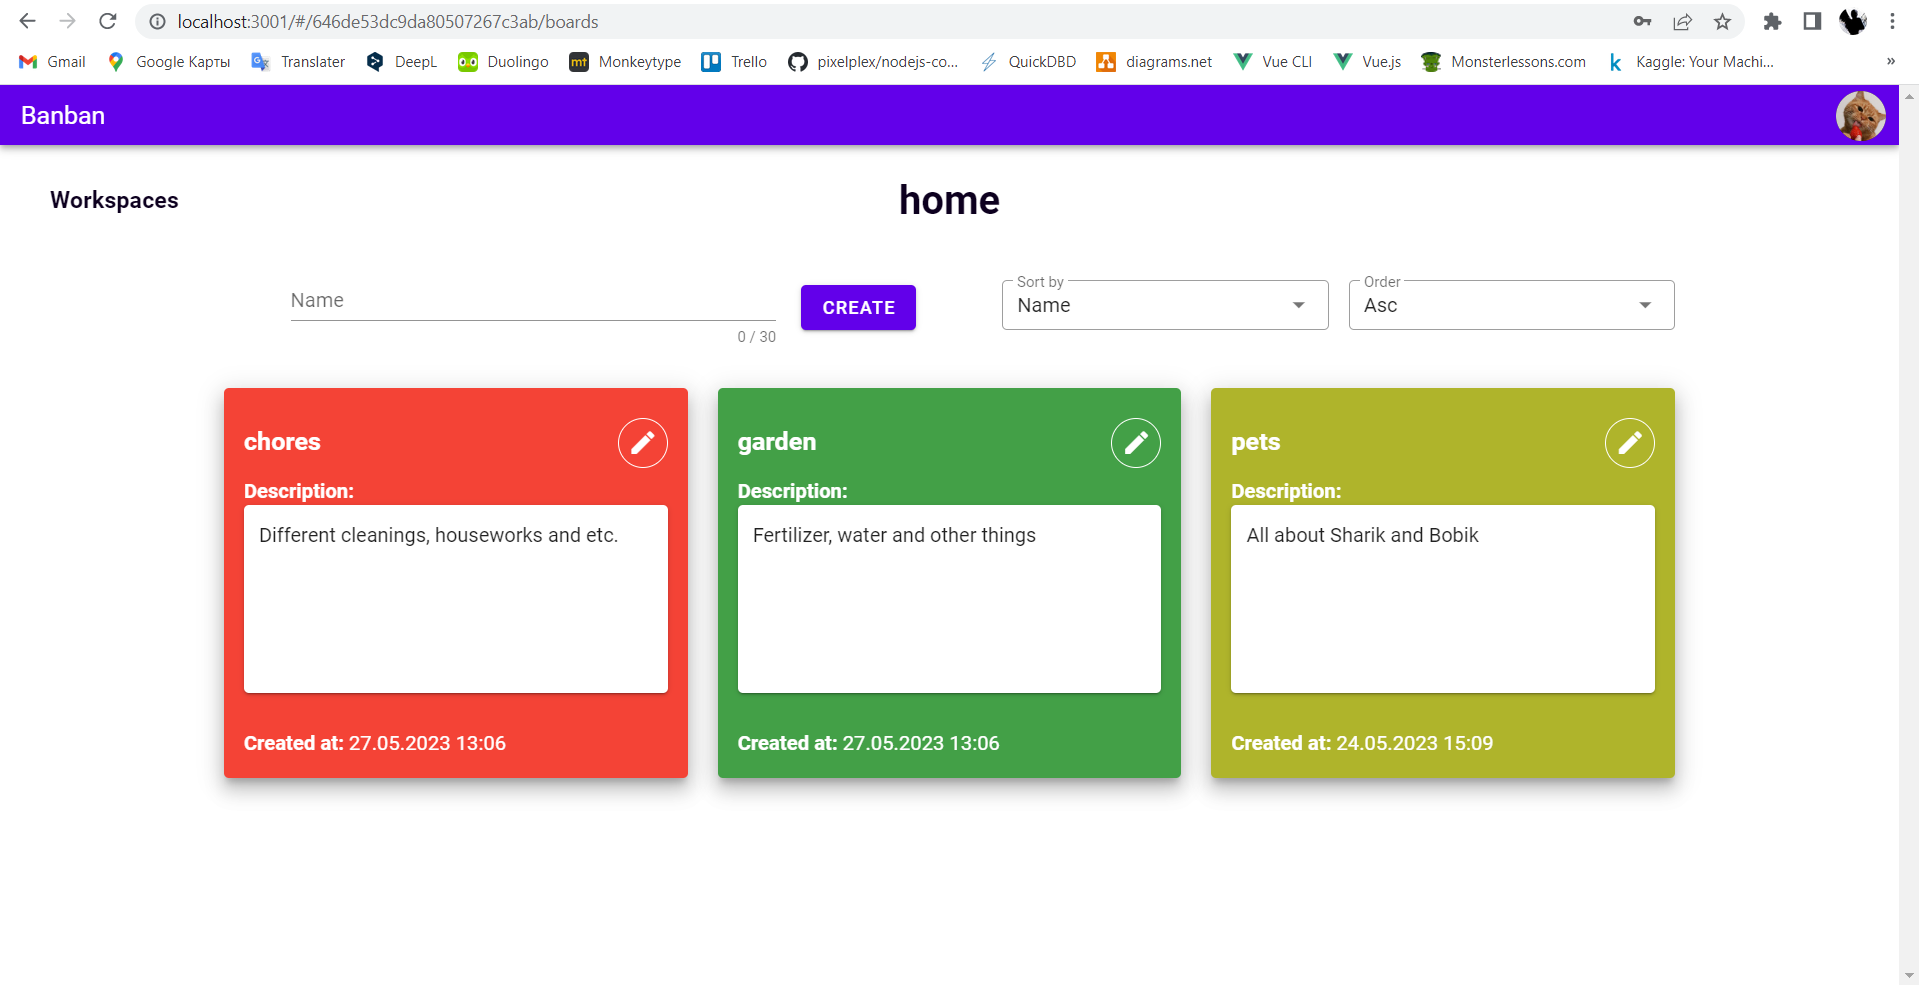 localhost:3001/#/646de53dc9da80507267c3ab/boards
Gmail Google Карты Translater DeepL Duolingo mt Monkeytype Trello pixelplex/nodejs-co... QuickDBD diagrams.net Vue CLI Vue.js Monsterlessons.com k Kaggle: Your Machi... »
Banban
Workspaces
home
Name
0 / 30
CREATE
Sort by
Name
Order
Asc
chores
Description:
Different cleanings, houseworks and etc.
Created at: 27.05.2023 13:06
garden
Description:
Fertilizer, water and other things
Created at: 27.05.2023 13:06
pets
Description:
All about Sharik and Bobik
Created at: 24.05.2023 15:09